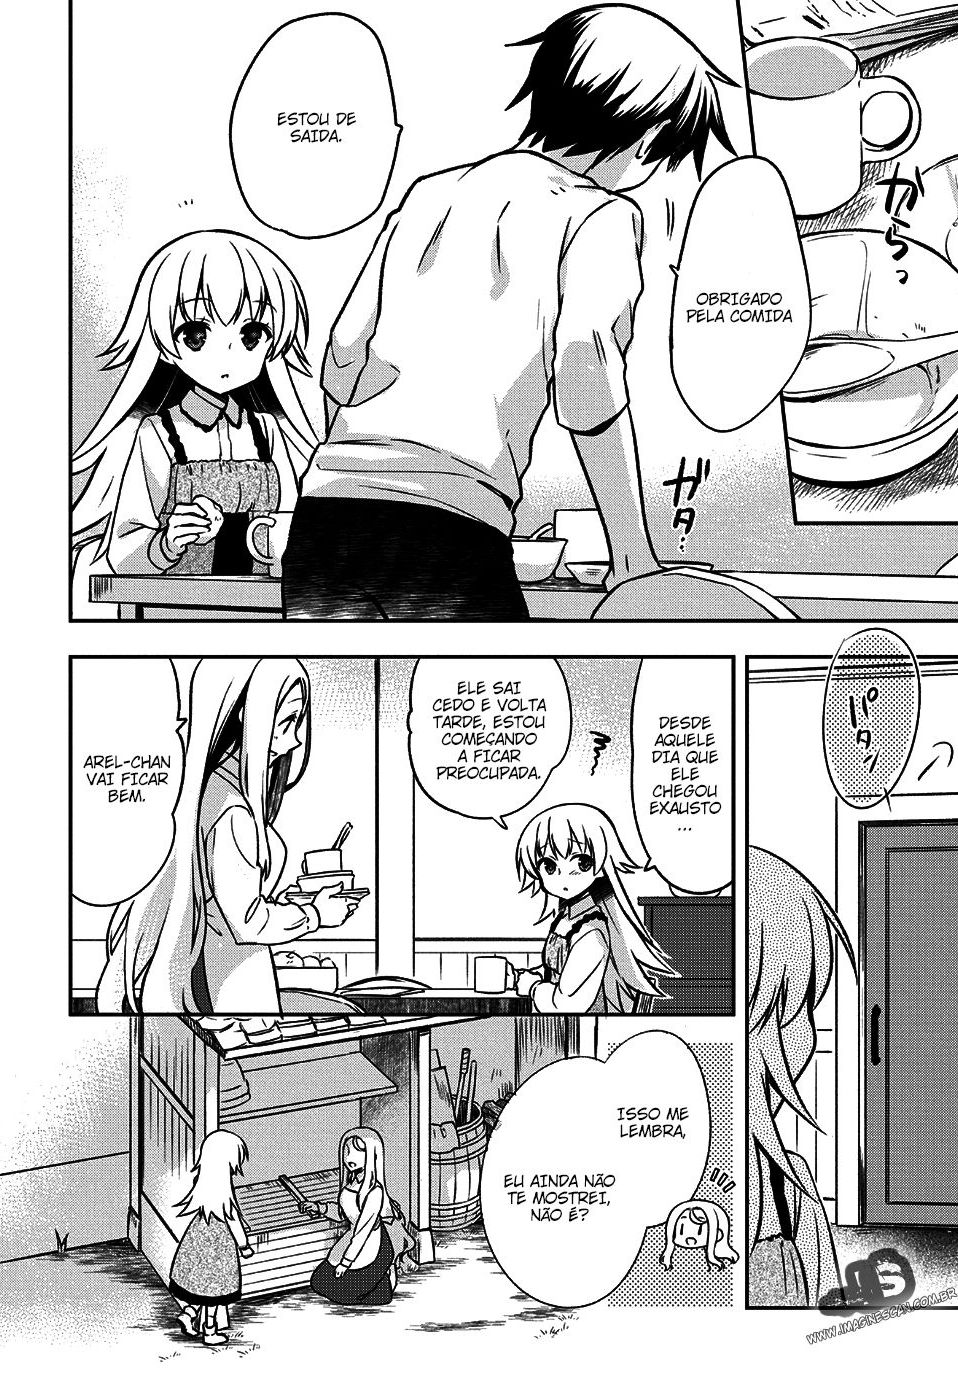 からっ
OBRIGADO
PELA COMIDA
ガタ
ESTOU DE
SAIDA.
パタン
DESDE
AQUELE
DIA QUE
ELE
CHEGOU
EXAUSTO
...
ELE SAI
CEDO E VOLTA
TARDE, ESTOU
COMEÇANDO
A FICAR
PREOCUPADA.
AREL-CHAN
VAI FICAR
BEM.
ISSO ME
LEMBRA,
EU AINDA NÃO
TE MOSTREI,
NÃO É?
WWW.IMAGINESCAN.COM.BR